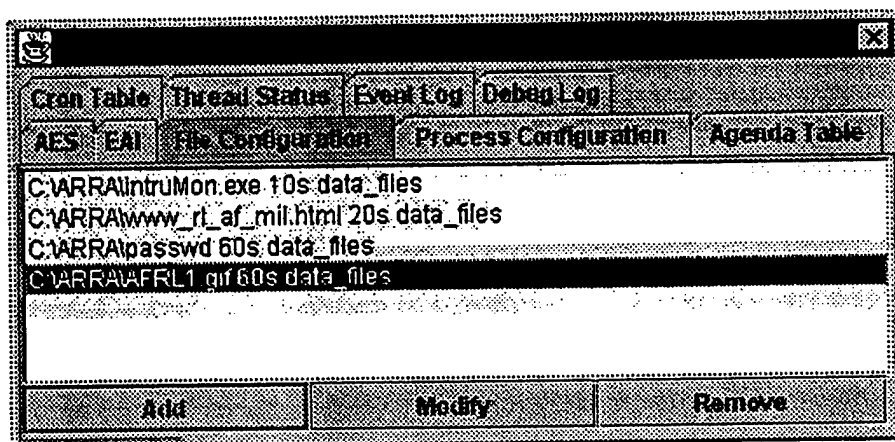 Cron Table Thread Status Event Log Debug Log
AES EAI File Configuration Process Configuration Agenda Table
C:\ARRA\IntruMon.exe 10s data_files
C:\ARRA\www_rl_af_mil.html 20s data_files
C:\ARRA\passwd 60s data_files
C:\ARRA\AFRL1.gif 60s data_files
Add Modify Remove